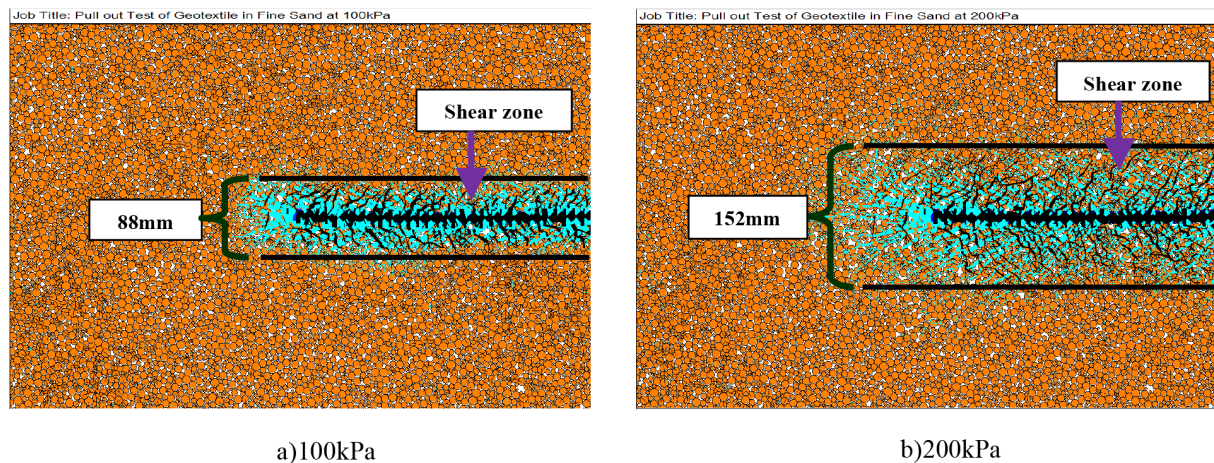 Job Title: Pull out Test of Geotextile in Fine Sand at 100kPa
Shear zone
88mm
a)100kPa
Job Title: Pull out Test of Geotextile in Fine Sand at 200kPa
Shear zone
152mm
b)200kPa